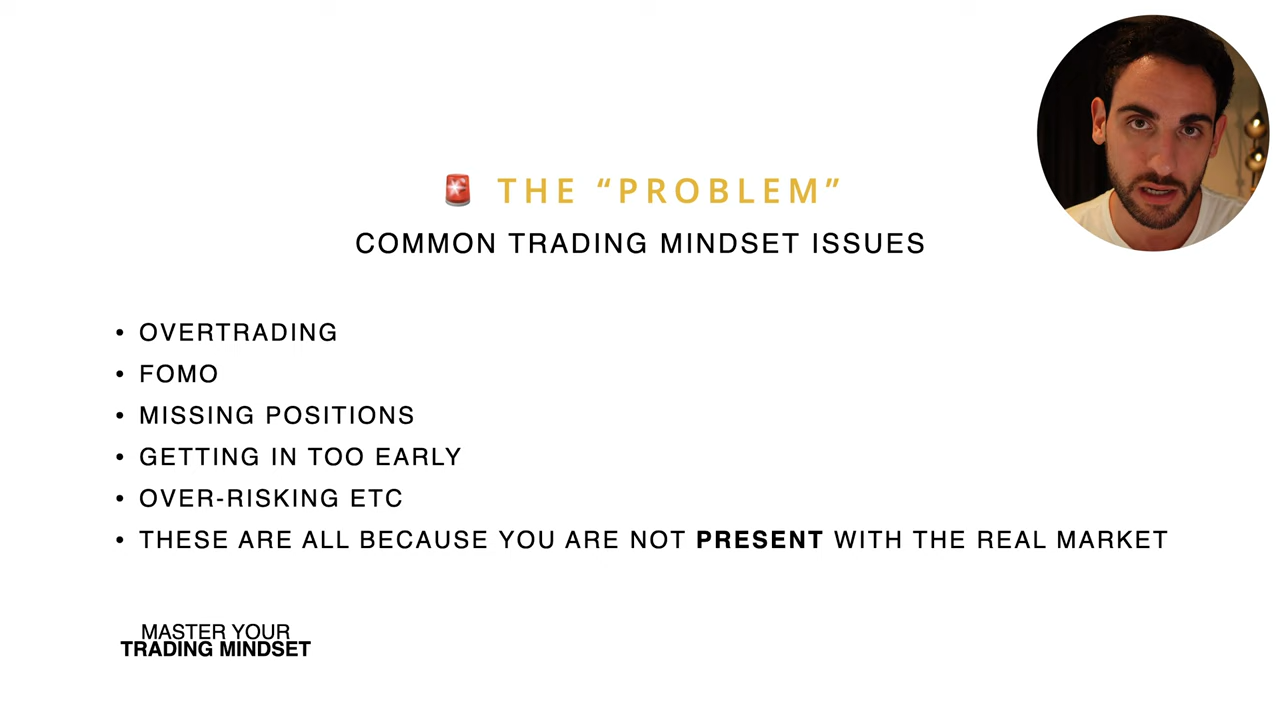 🚨 THE “PROBLEM”
COMMON TRADING MINDSET ISSUES
• OVERTRADING
• FOMO
• MISSING POSITIONS
• GETTING IN TOO EARLY
• OVER-RISKING ETC
• THESE ARE ALL BECAUSE YOU ARE NOT PRESENT WITH THE REAL MARKET
MASTER YOUR
TRADING MINDSET